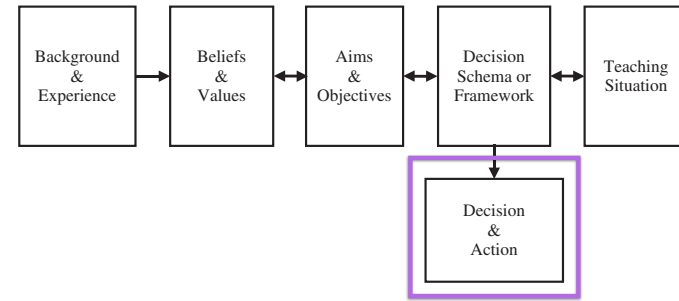 Background
&
Experience
Beliefs
&
Values
Aims
&
Objectives
Decision
Schema or
Framework
Teaching
Situation
Decision
&
Action